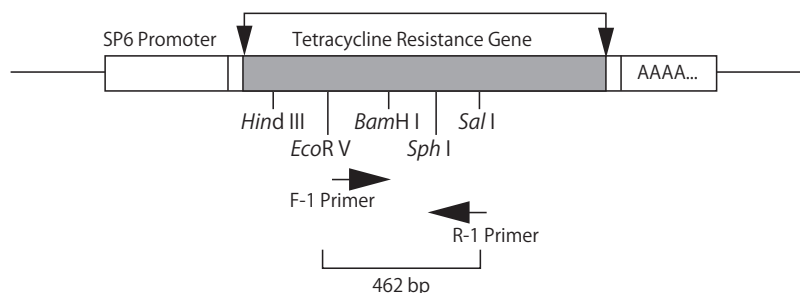 SP6 Promoter Tetracycline Resistance Gene
AAAA...
Hind III BamH I Sal I
EcoR V Sph I
F-1 Primer
R-1 Primer
462 bp